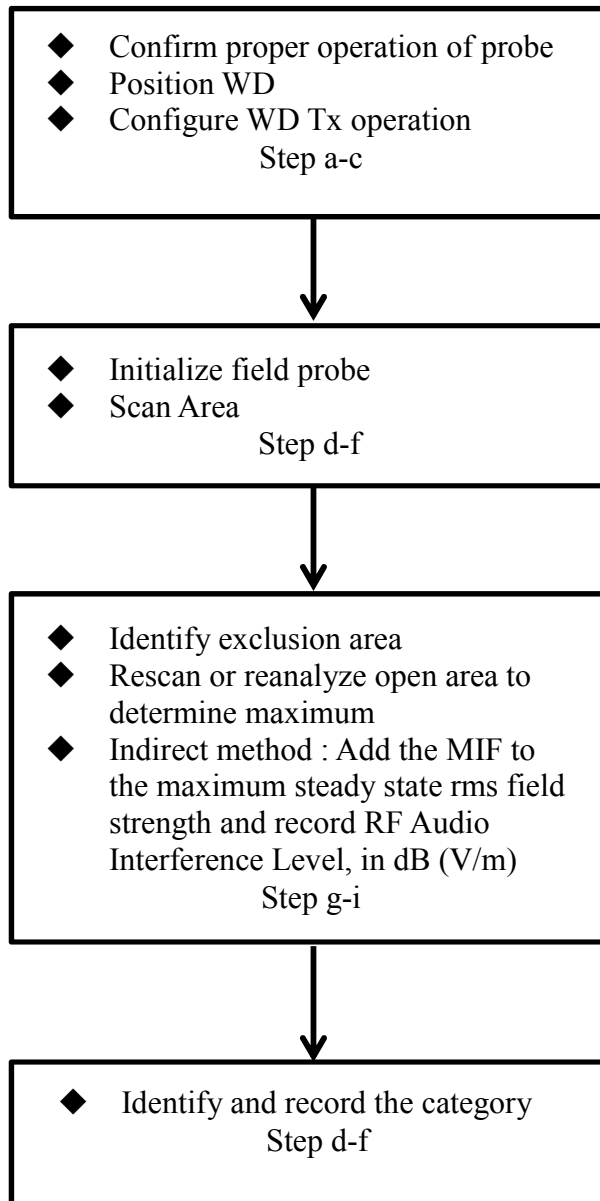 ◆ Confirm proper operation of probe
◆ Position WD
◆ Configure WD Tx operation
Step a-c
◆ Initialize field probe
◆ Scan Area
Step d-f
◆ Identify exclusion area
◆ Rescan or reanalyze open area to
determine maximum
◆ Indirect method : Add the MIF to
the maximum steady state rms field
strength and record RF Audio
Interference Level, in dB (V/m)
Step g-i
◆ Identify and record the category
Step d-f